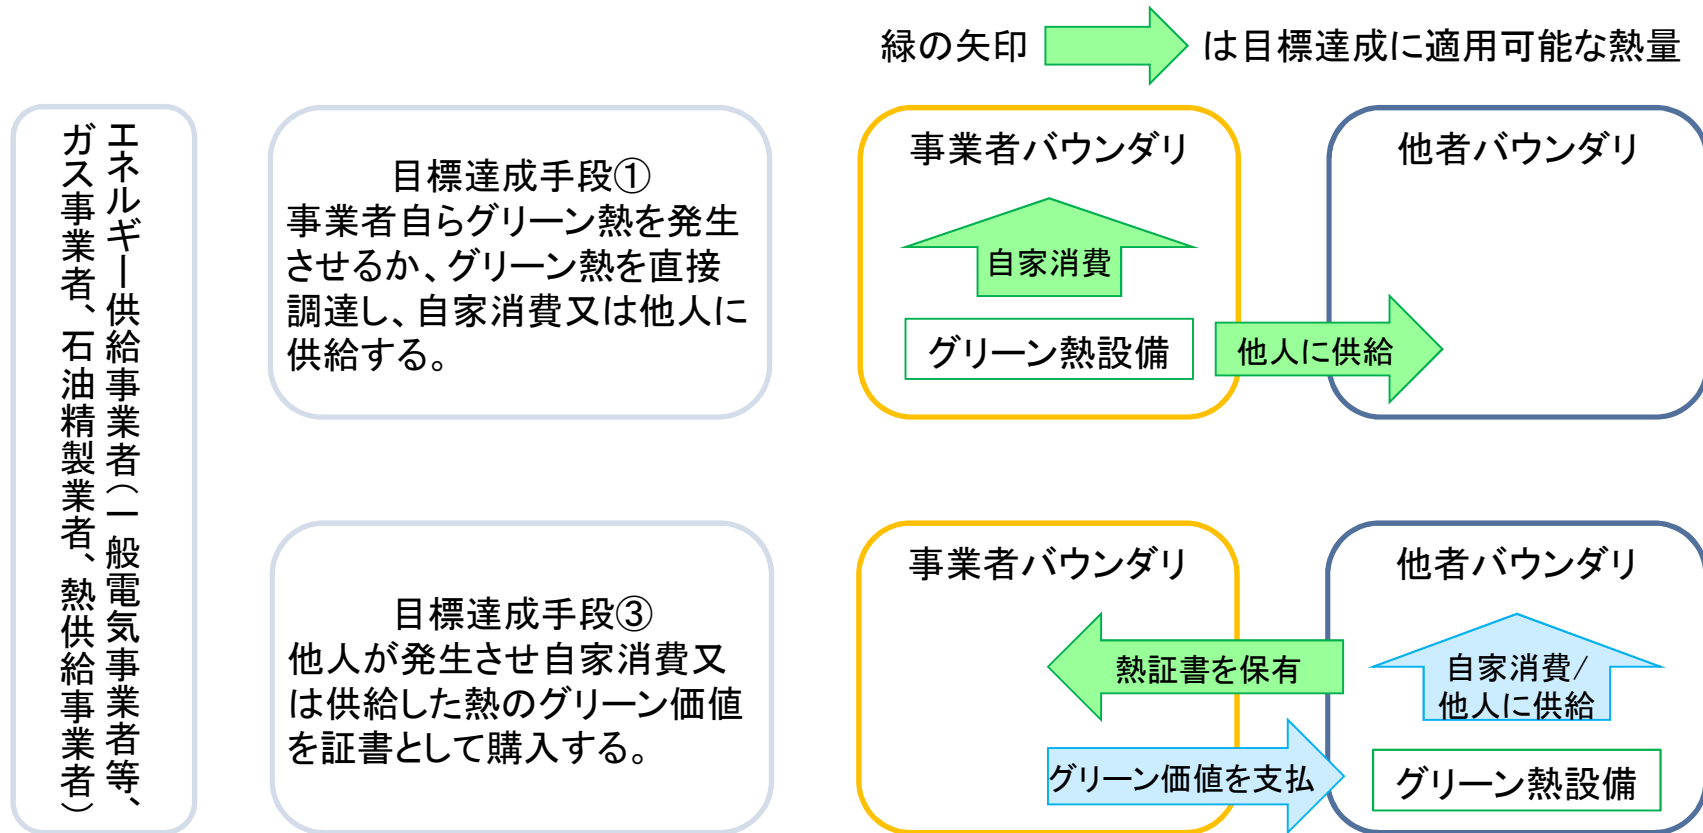 緑の矢印
は目標達成に適用可能な熱量
エネルギー供給事業者（一般電気事業者等、
ガス事業者、石油精製業者、熱供給事業者）
目標達成手段①
事業者自らグリーン熱を発生
させるか、グリーン熱を直接
調達し、自家消費又は他人に
供給する。
事業者バウンダリ
自家消費
グリーン熱設備
他人に供給
他者バウンダリ
目標達成手段③
他人が発生させ自家消費又
は供給した熱のグリーン価値
を証書として購入する。
事業者バウンダリ
熱証書を保有
グリーン価値を支払
他者バウンダリ
自家消費/
他人に供給
グリーン熱設備